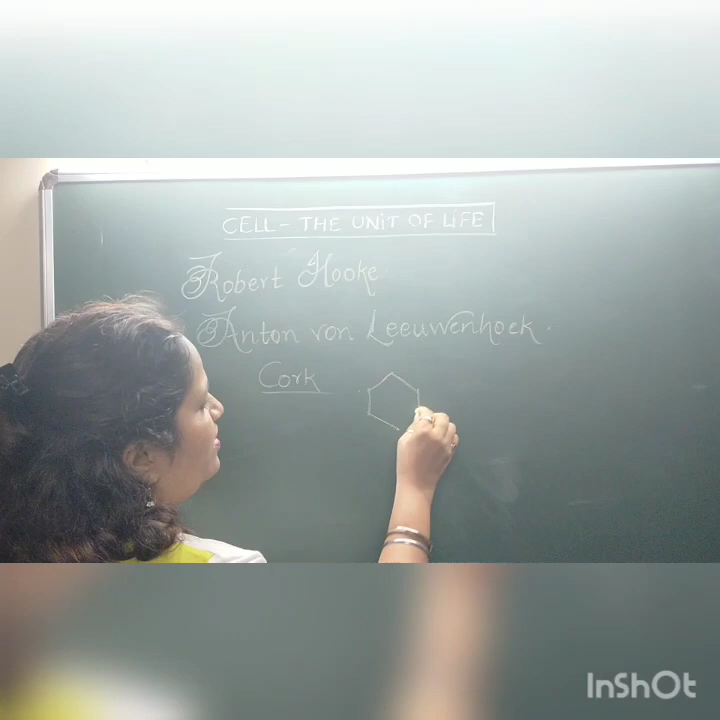 CELL - THE UNIT OF LIFE
Robert Hooke
Anton von Leeuwenhoek.
Cork
InShOt